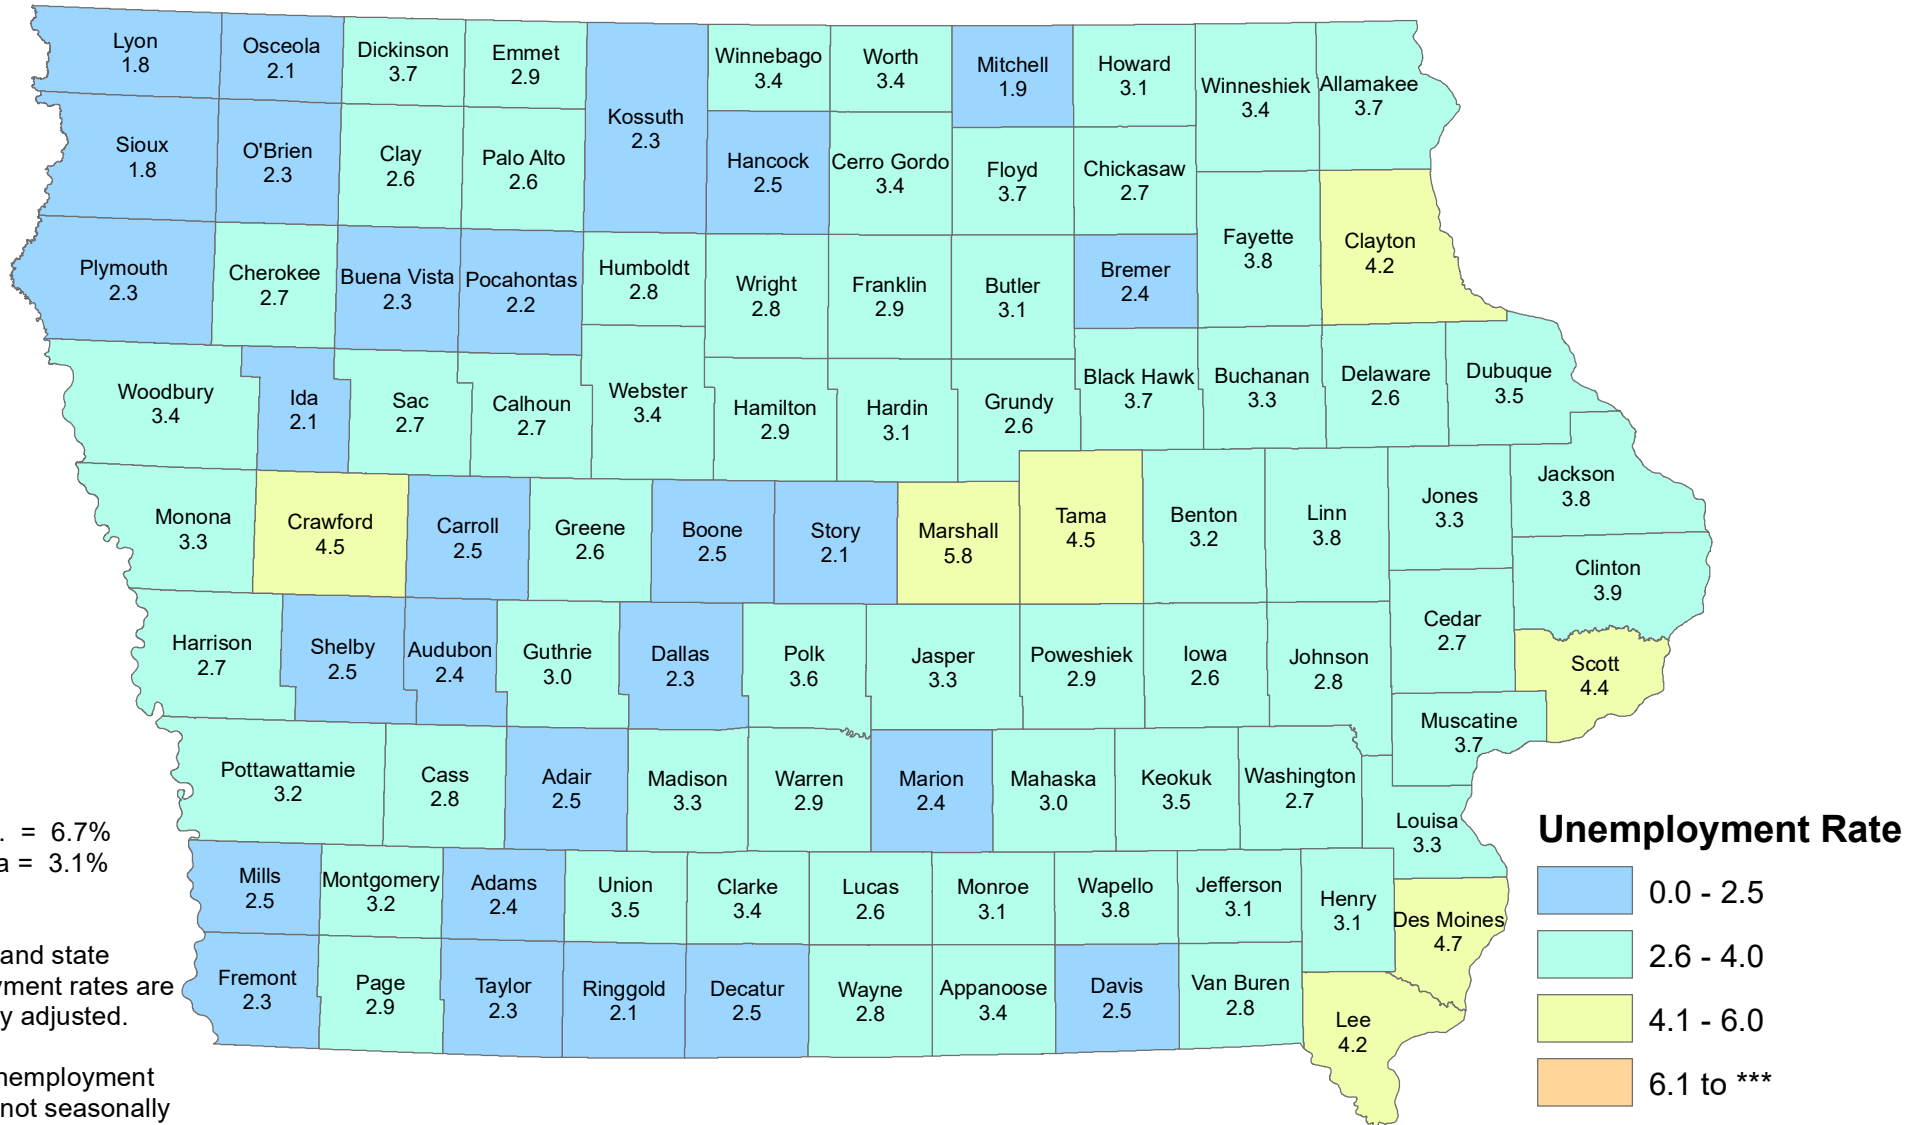 Lyon
1.8
Osceola
2.1
Dickinson
3.7
Emmet
2.9
Kossuth
2.3
Winnebago
3.4
Worth
3.4
Mitchell
1.9
Howard
3.1
Winneshiek
3.4
Allamakee
3.7
Sioux
1.8
O'Brien
2.3
Clay
2.6
Palo Alto
2.6
Hancock
2.5
Cerro Gordo
3.4
Floyd
3.7
Chickasaw
2.7
Fayette
3.8
Clayton
4.2
Plymouth
2.3
Cherokee
2.7
Buena Vista
2.3
Pocahontas
2.2
Humboldt
2.8
Wright
2.8
Franklin
2.9
Butler
3.1
Bremer
2.4
Woodbury
3.4
Ida
2.1
Sac
2.7
Calhoun
2.7
Webster
3.4
Hamilton
2.9
Hardin
3.1
Grundy
2.6
Black Hawk
3.7
Buchanan
3.3
Delaware
2.6
Dubuque
3.5
Monona
3.3
Crawford
4.5
Carroll
2.5
Greene
2.6
Boone
2.5
Story
2.1
Marshall
5.8
Tama
4.5
Benton
3.2
Linn
3.8
Jones
3.3
Jackson
3.8
Clinton
3.9
Harrison
2.7
Shelby
2.5
Audubon
2.4
Guthrie
3.0
Dallas
2.3
Polk
3.6
Jasper
3.3
Poweshiek
2.9
Iowa
2.6
Johnson
2.8
Cedar
2.7
Scott
4.4
Muscatine
3.7
Pottawattamie
3.2
Cass
2.8
Adair
2.5
Madison
3.3
Warren
2.9
Marion
2.4
Mahaska
3.0
Keokuk
3.5
Washington
2.7
Louisa
3.3
Mills
2.5
Montgomery
3.2
Adams
2.4
Union
3.5
Clarke
3.4
Lucas
2.6
Monroe
3.1
Wapello
3.8
Jefferson
3.1
Henry
3.1
Des Moines
4.7
Fremont
2.3
Page
2.9
Taylor
2.3
Ringgold
2.1
Decatur
2.5
Wayne
2.8
Appanoose
3.4
Davis
2.5
Van Buren
2.8
Lee
4.2
. = 6.7%
a = 3.1%
and state
yment rates are
y adjusted.
nemployment
not seasonally
Unemployment Rate
0.0 - 2.5
2.6 - 4.0
4.1 - 6.0
6.1 to ***